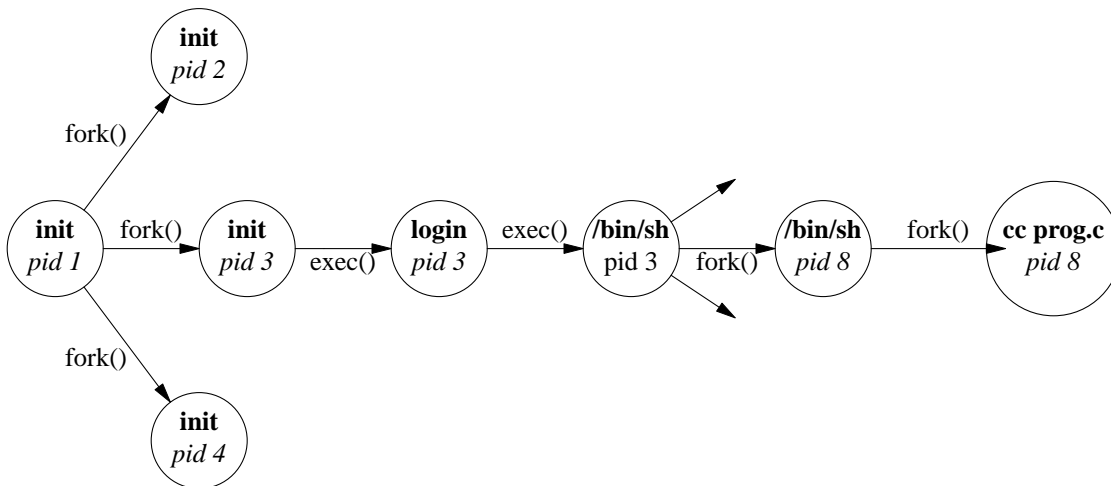 init
pid 2
fork()
init
pid 1
fork()
init
pid 3
exec()
login
pid 3
exec()
/bin/sh
pid 3
fork()
/bin/sh
pid 8
fork()
cc prog.c
pid 8
fork()
init
pid 4